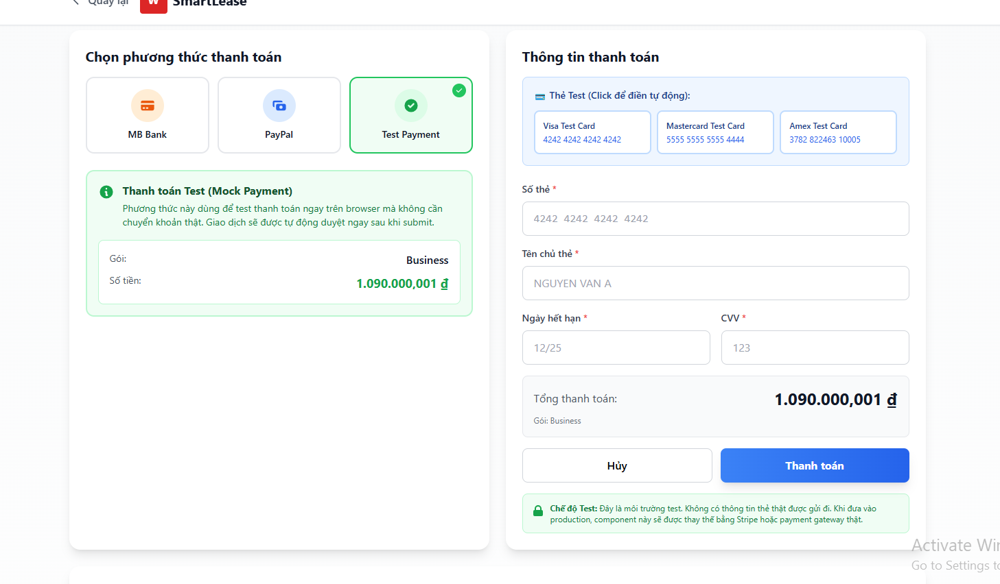 Quay lại
W
SmartLease
Chọn phương thức thanh toán
MB Bank
PayPal
Test Payment
Thanh toán Test (Mock Payment)
Phương thức này dùng để test thanh toán ngay trên browser mà không cần
chuyển khoản thật. Giao dịch sẽ được tự động duyệt ngay sau khi submit.
Gói:
Business
Số tiền:
1.090.000,001 ₫
Thông tin thanh toán
Thẻ Test (Click để điền tự động):
Visa Test Card
4242 4242 4242 4242
Mastercard Test Card
5555 5555 5555 4444
Amex Test Card
3782 822463 10005
Số thẻ *
4242 4242 4242 4242
Tên chủ thẻ *
NGUYEN VAN A
Ngày hết hạn *
CVV *
12/25
123
Tổng thanh toán:
1.090.000,001 ₫
Gói: Business
Hủy
Thanh toán
Chế độ Test: Đây là môi trường test. Không có thông tin thẻ thật được gửi đi. Khi đưa vào
production, component này sẽ được thay thế bằng Stripe hoặc payment gateway thật.
Activate Win
Go to Settings to